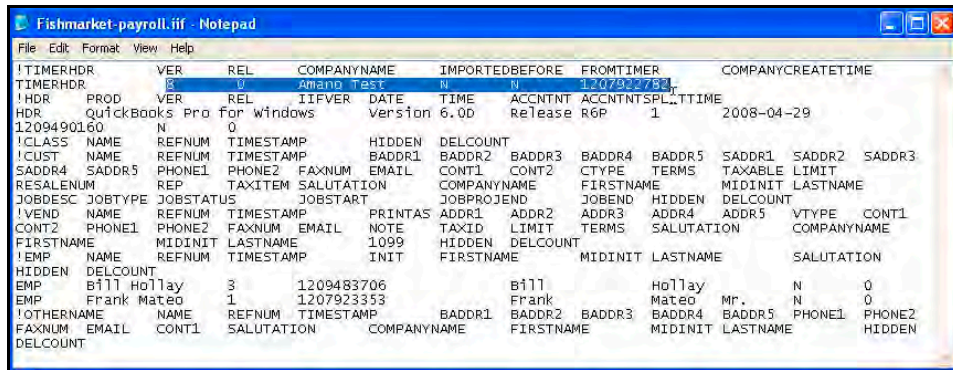 Fishmarket-payroll.iif - Notepad
File Edit Format View Help
!TIMERHDR VER REL COMPANYNAME IMPORTEDBEFORE FROMTIMER COMPANYCREATETIME
TIMERHDR 8 0 Amano Test N N 1207922782
!HDR PROD VER REL IIFVER DATE TIME ACCNTNT ACCNTNTSPLITTIME
HDR QuickBooks Pro for Windows Version 6.0D Release R6P 1 2008-04-29
1209490160 N 0
!CLASS NAME REFNUM TIMESTAMP HIDDEN DELCOUNT
!CUST NAME REFNUM TIMESTAMP BADDR1 BADDR2 BADDR3 BADDR4 BADDR5 SADDR1 SADDR2 SADDR3
SADDR4 SADDR5 PHONE1 PHONE2 FAXNUM EMAIL CONT1 CONT2 CTYPE TERMS TAXABLE LIMIT
RESALENUM REP TAXITEM SALUTATION COMPANYNAME FIRSTNAME MIDINIT LASTNAME
JOBDESC JOBTYPE JOBSTATUS JOBSTART JOBPROJEND JOBEND HIDDEN DELCOUNT
!VEND NAME REFNUM TIMESTAMP PRINTAS ADDR1 ADDR2 ADDR3 ADDR4 ADDR5 VTYPE CONT1
CONT2 PHONE1 PHONE2 FAXNUM EMAIL NOTE TAXID LIMIT TERMS SALUTATION COMPANYNAME
FIRSTNAME MIDINIT LASTNAME 1099 HIDDEN DELCOUNT
!EMP NAME REFNUM TIMESTAMP INIT FIRSTNAME MIDINIT LASTNAME SALUTATION
HIDDEN DELCOUNT
EMP Bill Hollay 3 1209483706 Bill Hollay N 0
EMP Frank Mateo 1 1207923353 Frank Mateo Mr. N 0
!OTHERNAME NAME REFNUM TIMESTAMP BADDR1 BADDR2 BADDR3 BADDR4 BADDR5 PHONE1 PHONE2
FAXNUM EMAIL CONT1 SALUTATION COMPANYNAME FIRSTNAME MIDINIT LASTNAME HIDDEN
DELCOUNT